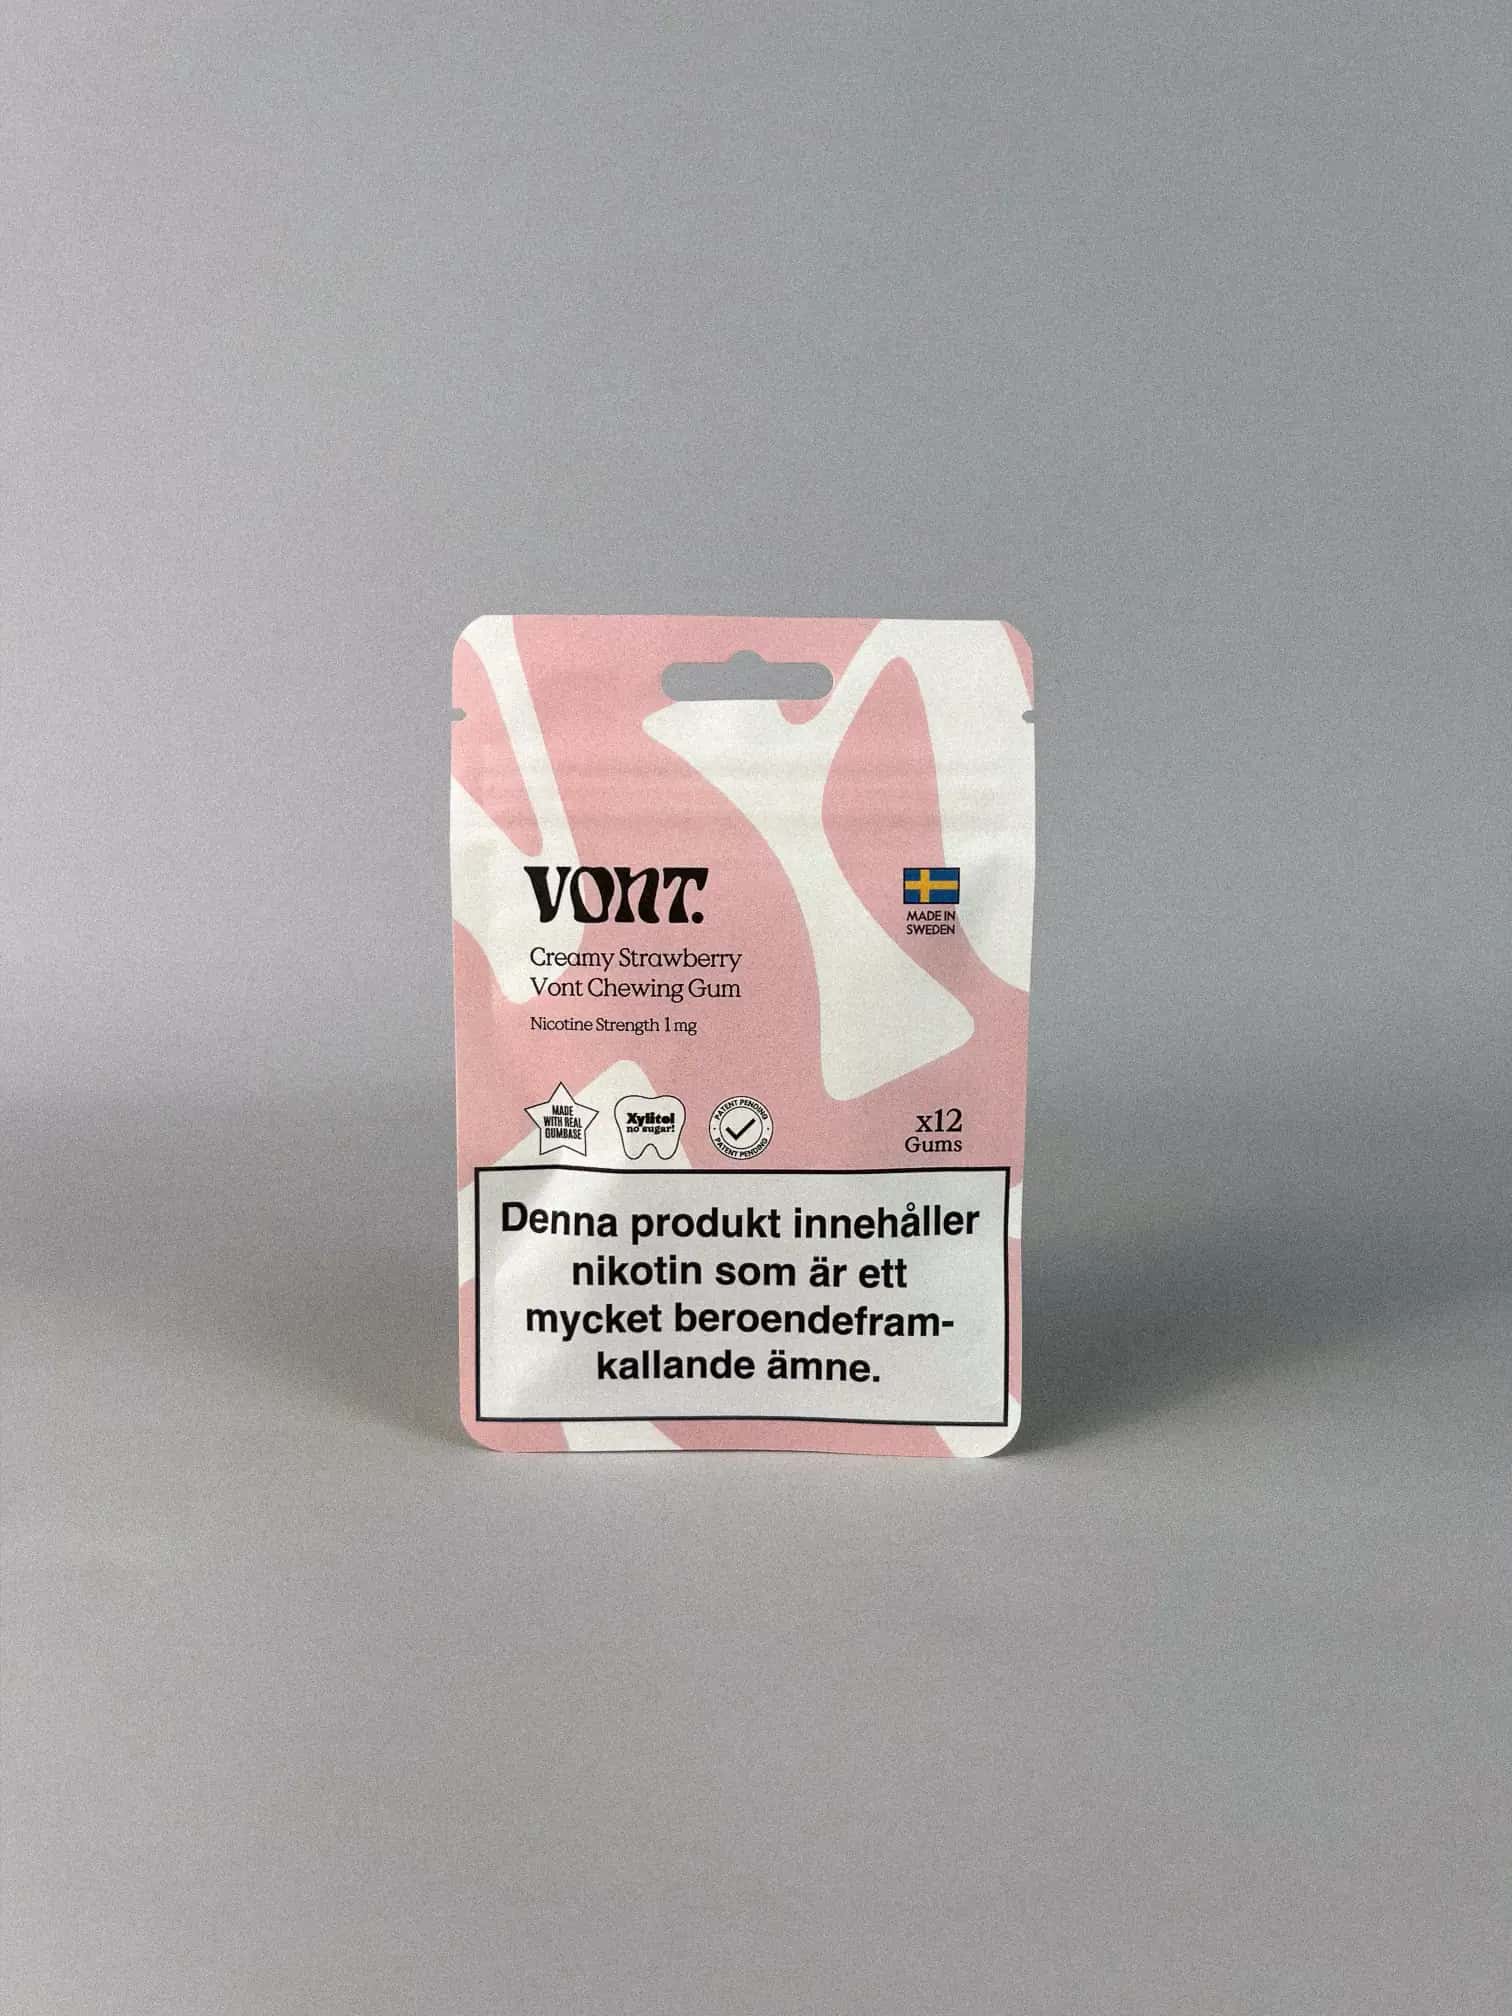 VONT.
Creamy Strawberry
Vont Chewing Gum
Nicotine Strength 1 mg
MADE IN
SWEDEN
MADE
WITH REAL
GUMBASE
Xylitol
no sugar!
PATENT PENDING
PATENT PENDING
x12
Gums
Denna produkt innehåller
nikotin som är ett
mycket beroendefram-
kallande ämne.